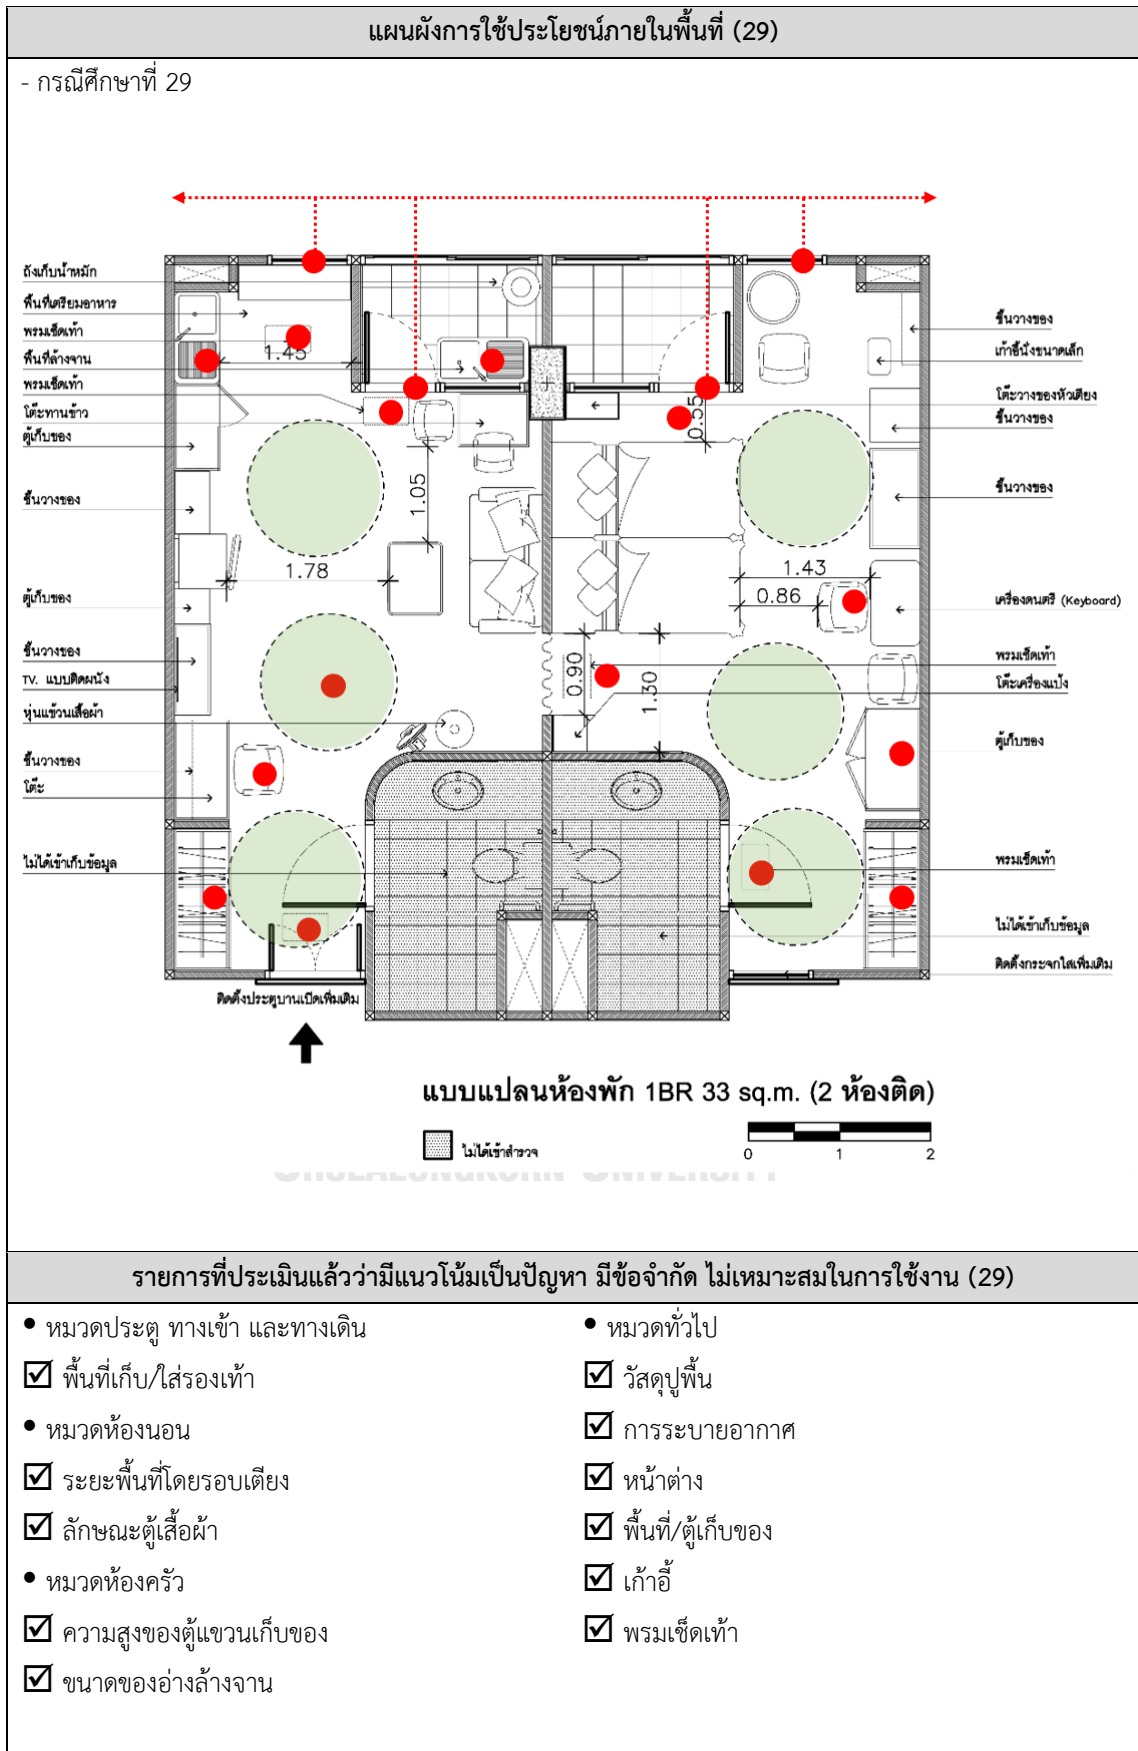 แผนผังการใช้ประโยชน์ภายในพื้นที่ (29)
- กรณีศึกษาที่ 29
ถังเก็บน้ำหมัก
พื้นที่เตรียมอาหาร
พรมเช็ดเท้า
พื้นที่ล้างจาน
พรมเช็ดเท้า
โต๊ะทานข้าว
ตู้เก็บของ
ชั้นวางของ
ตู้เก็บของ
ชั้นวางของ
TV. แบบติดผนัง
หุ่นแขวนเสื้อผ้า
ชั้นวางของ
โต๊ะ
ไม่ได้เข้าเก็บข้อมูล
1.45
1.05
1.78
0.55
1.43
0.86
0.90
1.30
ชั้นวางของ
เก้าอี้นั่งขนาดเล็ก
โต๊ะวางของหัวเตียง
ชั้นวางของ
ชั้นวางของ
เครื่องดนตรี (Keyboard)
พรมเช็ดเท้า
โต๊ะเครื่องแป้ง
ตู้เก็บของ
พรมเช็ดเท้า
ไม่ได้เข้าเก็บข้อมูล
ติดตั้งกระจกใสเพิ่มเติม
ติดตั้งประตูบานเปิดเพิ่มเติม
แบบแปลนห้องพัก 1BR 33 sq.m. (2 ห้องติด)
ไม่ได้เข้าสำรวจ
0 1 2
CHULALONGKORN UNIVERSITY
รายการที่ประเมินแล้วว่ามีแนวโน้มเป็นปัญหา มีข้อจำกัด ไม่เหมาะสมในการใช้งาน (29)
• หมวดประตู ทางเข้า และทางเดิน
☑ พื้นที่เก็บ/ใส่รองเท้า
• หมวดห้องนอน
☑ ระยะพื้นที่โดยรอบเตียง
☑ ลักษณะตู้เสื้อผ้า
• หมวดห้องครัว
☑ ความสูงของตู้แขวนเก็บของ
☑ ขนาดของอ่างล้างจาน
• หมวดทั่วไป
☑ วัสดุปูพื้น
☑ การระบายอากาศ
☑ หน้าต่าง
☑ พื้นที่/ตู้เก็บของ
☑ เก้าอี้
☑ พรมเช็ดเท้า